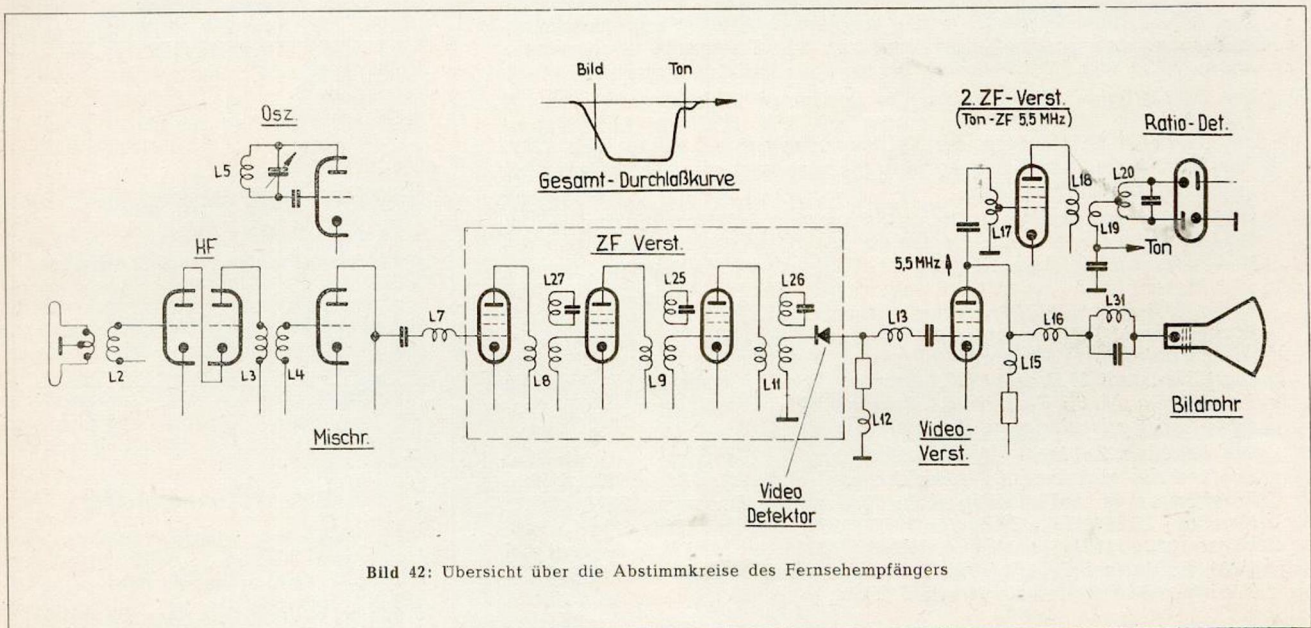 Bild
Ton
Gesamt-Durchlaßkurve
2. ZF-Verst.
(Ton-ZF 5,5 MHz)
Ratio-Det.
Osz.
L5
HF
L2
L3
L4
Mischr.
L7
ZF Verst.
L27
L25
L26
L8
L9
L11
Video
Detektor
L13
L12
5,5 MHz
L17
L18
L20
L19
Ton
Video-
Verst.
L16
L31
L15
Bildrohr
Bild 42: Übersicht über die Abstimmkreise des Fernsehempfängers